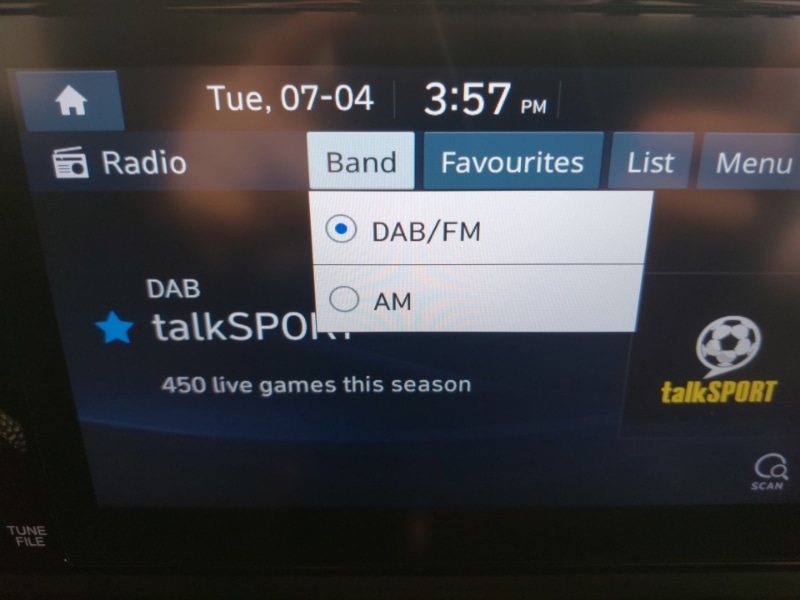 Tue, 07-04 3:57 PM
Radio Band Favourites List Menu
DAB/FM
AM
DAB
talkSPORT
450 live games this season
talkSPORT
SCAN
TUNE
FILE